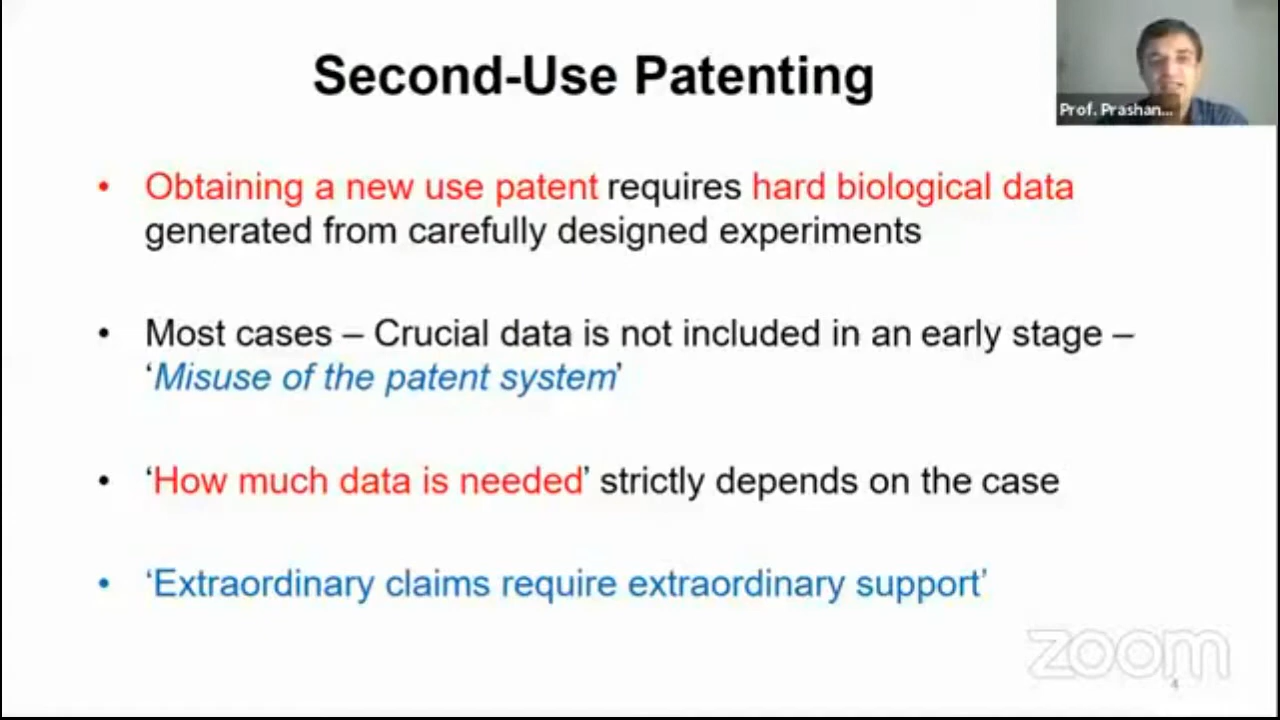 Second-Use Patenting
Prof. Prashan...
• Obtaining a new use patent requires hard biological data
generated from carefully designed experiments
• Most cases – Crucial data is not included in an early stage –
‘Misuse of the patent system’
• ‘How much data is needed’ strictly depends on the case
• ‘Extraordinary claims require extraordinary support’
zoom
4